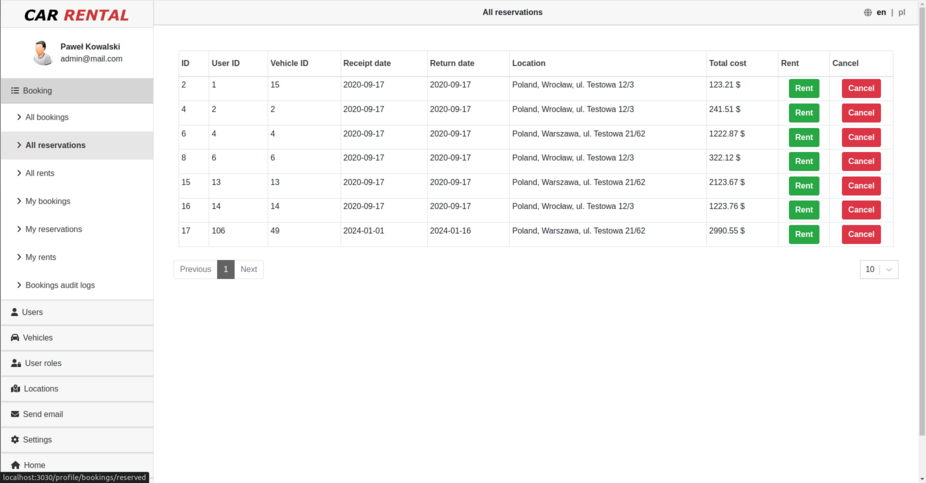 CAR RENTAL
All reservations
en | pl
Paweł Kowalski
admin@mail.com
Booking
All bookings
All reservations
All rents
My bookings
My reservations
My rents
Bookings audit logs
Users
Vehicles
User roles
Locations
Send email
Settings
Home
localhost:3030/profile/bookings/reserved
ID User ID Vehicle ID Receipt date Return date Location Total cost Rent Cancel
2 1 15 2020-09-17 2020-09-17 Poland, Wrocław, ul. Testowa 12/3 123.21 $ Rent Cancel
4 2 2 2020-09-17 2020-09-17 Poland, Wrocław, ul. Testowa 12/3 241.51 $ Rent Cancel
6 4 4 2020-09-17 2020-09-17 Poland, Warszawa, ul. Testowa 21/62 1222.87 $ Rent Cancel
8 6 6 2020-09-17 2020-09-17 Poland, Wrocław, ul. Testowa 12/3 322.12 $ Rent Cancel
15 13 13 2020-09-17 2020-09-17 Poland, Warszawa, ul. Testowa 21/62 2123.67 $ Rent Cancel
16 14 14 2020-09-17 2020-09-17 Poland, Wrocław, ul. Testowa 12/3 1223.76 $ Rent Cancel
17 106 49 2024-01-01 2024-01-16 Poland, Warszawa, ul. Testowa 21/62 2990.55 $ Rent Cancel
Previous 1 Next
10